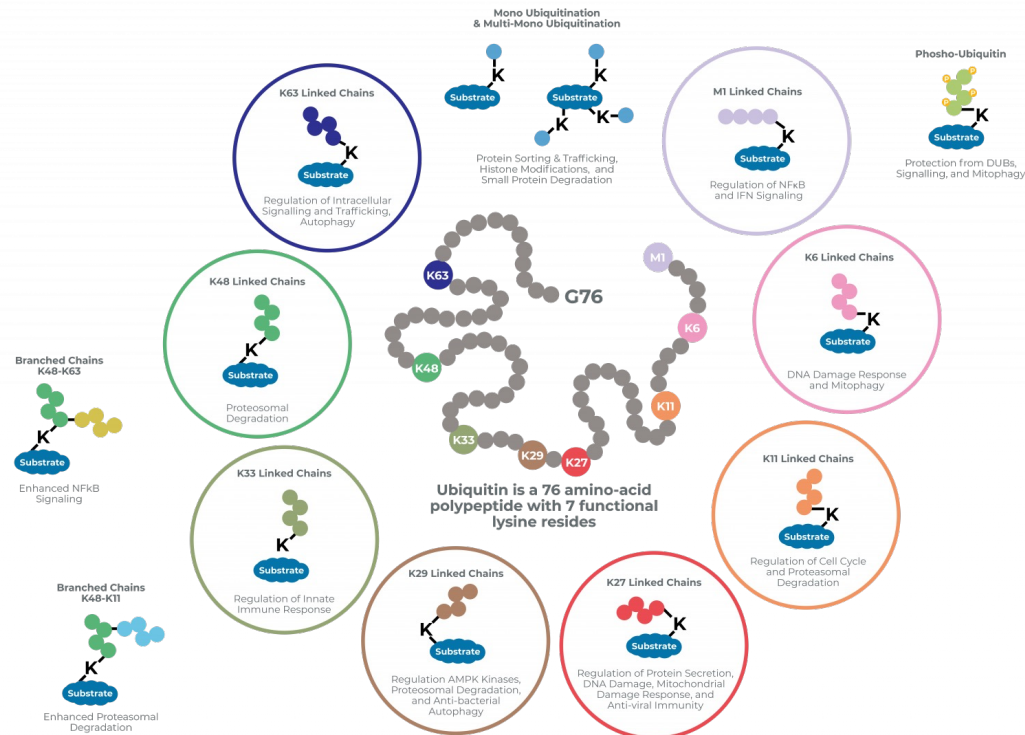 Mono Ubiquitination
& Multi-Mono Ubiquitination
K
Substrate
K
Substrate
K
K
Protein Sorting & Trafficking,
Histone Modifications, and
Small Protein Degradation
K63 Linked Chains
K
Substrate
Regulation of Intracellular
Signalling and Trafficking,
Autophagy
M1 Linked Chains
K
Substrate
Regulation of NFκB
and IFN Signaling
Phosho-Ubiquitin
P
P
P
P
K
Substrate
Protection from DUBs,
Signalling, and Mitophagy
K48 Linked Chains
K
Substrate
Proteosomal
Degradation
K6 Linked Chains
K
Substrate
DNA Damage Response
and Mitophagy
Branched Chains
K48-K63
K
Substrate
Enhanced NFkB
Signaling
K33 Linked Chains
K
Substrate
Regulation of Innate
Immune Response
K11 Linked Chains
K
Substrate
Regulation of Cell Cycle
and Proteasomal
Degradation
Branched Chains
K48-K11
K
Substrate
Enhanced Proteasomal
Degradation
K29 Linked Chains
K
Substrate
Regulation AMPK Kinases,
Proteosomal Degradation,
and Anti-bacterial
Autophagy
K27 Linked Chains
K
Substrate
Regulation of Protein Secretion,
DNA Damage, Mitochondrial
Damage Response, and
Anti-viral Immunity
M1
K63
G76
K6
K48
K11
K33
K29
K27
Ubiquitin is a 76 amino-acid
polypeptide with 7 functional
lysine resides